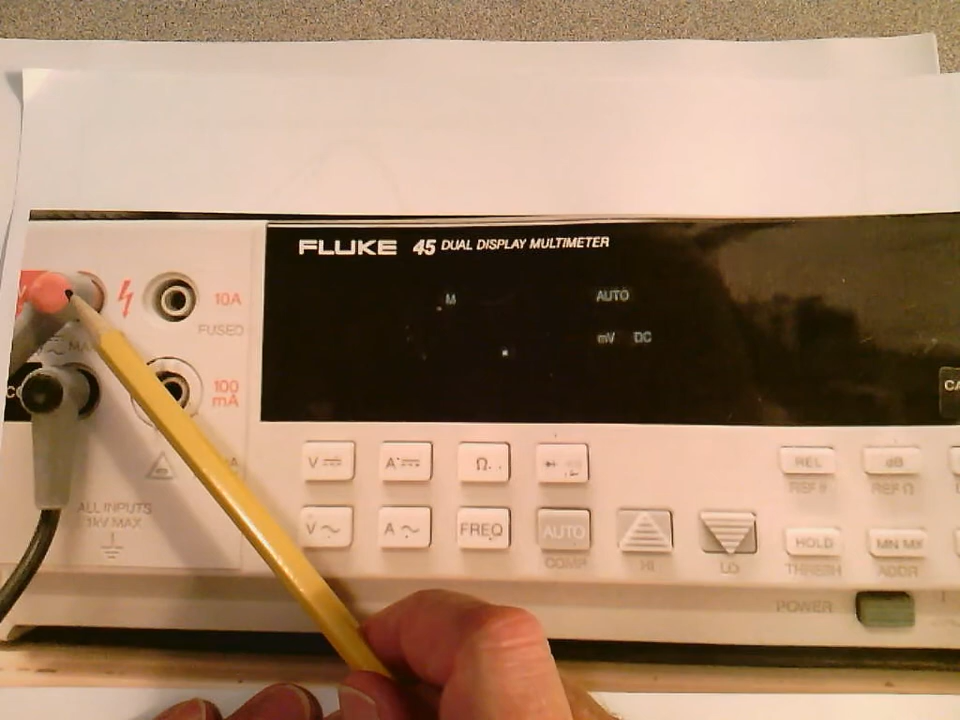 FLUKE 45 DUAL DISPLAY MULTIMETER
10A
FUSED
100
mA
ALL INPUTS
1kV MAX
M
AUTO
mV DC
V
A
Ω
V
A
FREQ
AUTO
COMP
HI
LO
REL
dB
REF Ω
HOLD
MN MX
THRESH
ADDR
POWER